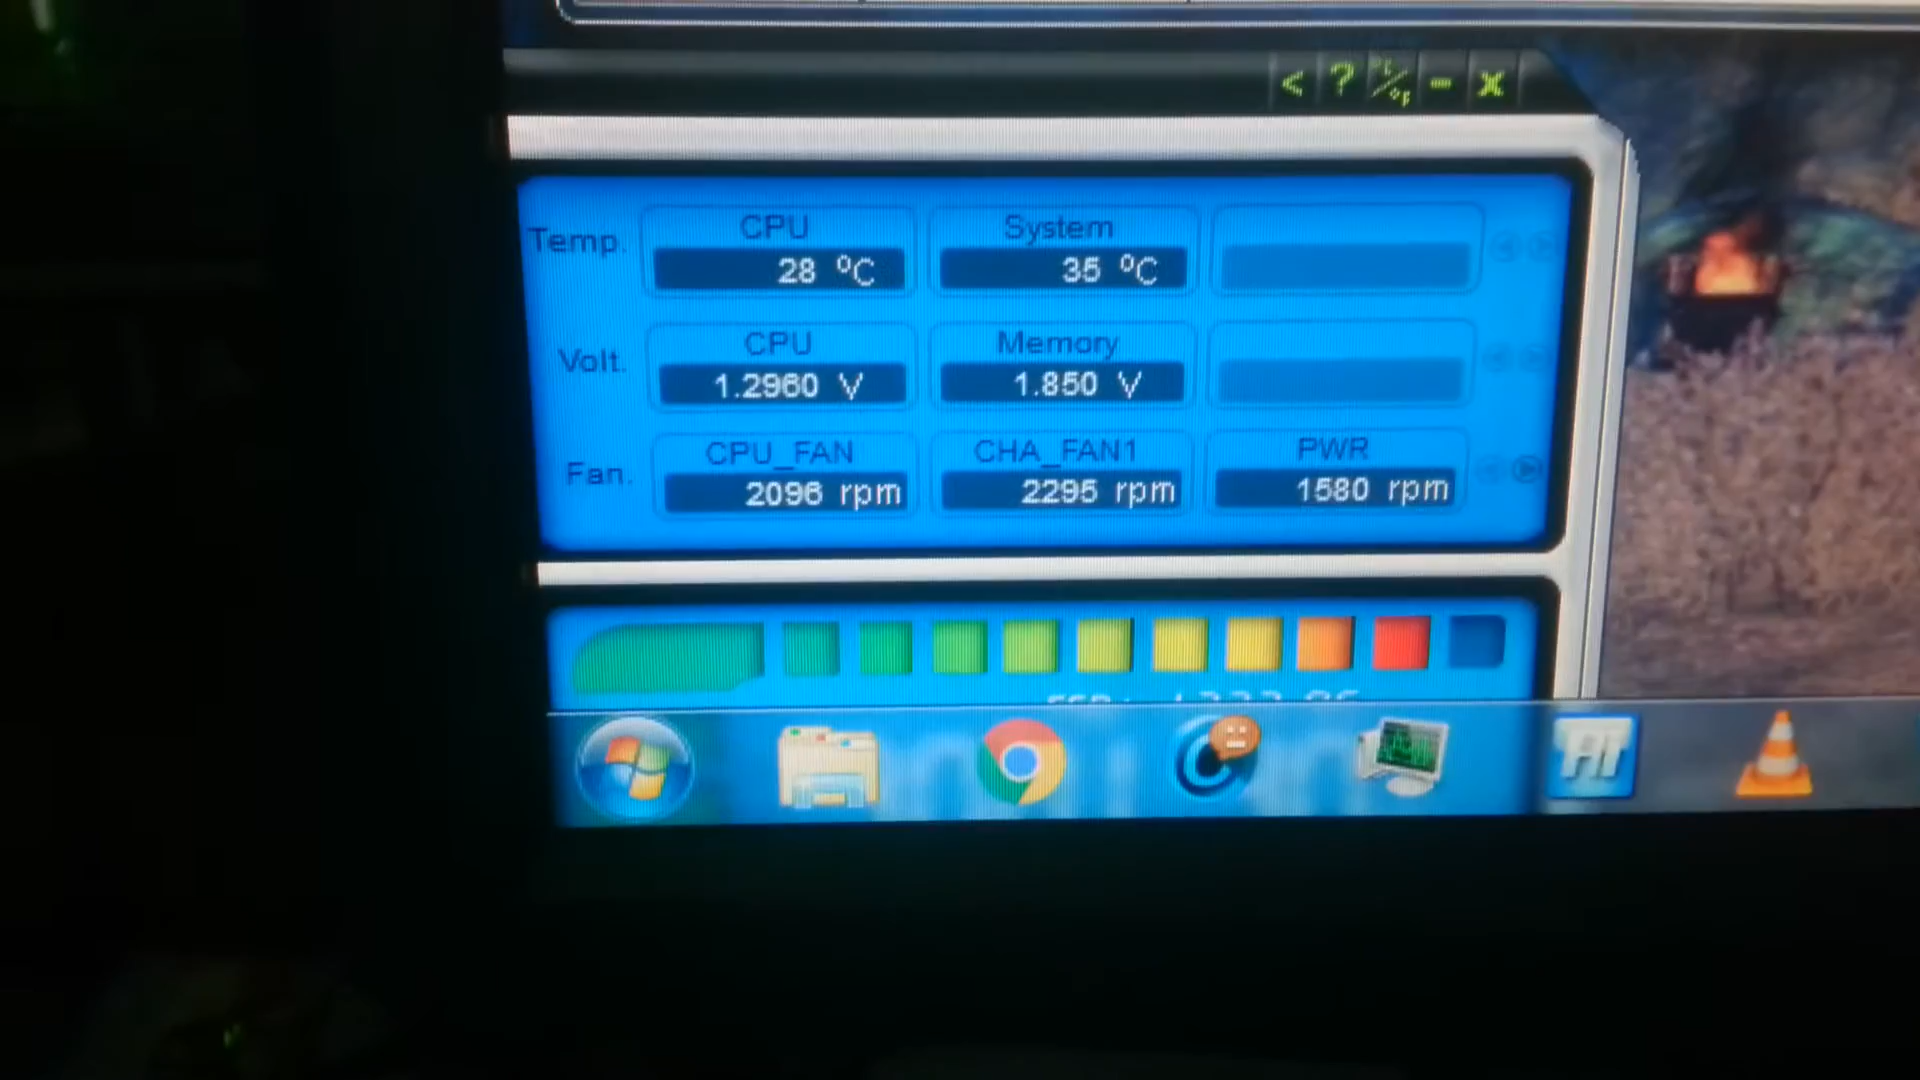 < ? °C/°F - x
Temp. CPU System
28 °C 35 °C
Volt. CPU Memory
1.2960 V 1.850 V
Fan. CPU_FAN CHA_FAN1 PWR
2096 rpm 2295 rpm 1580 rpm